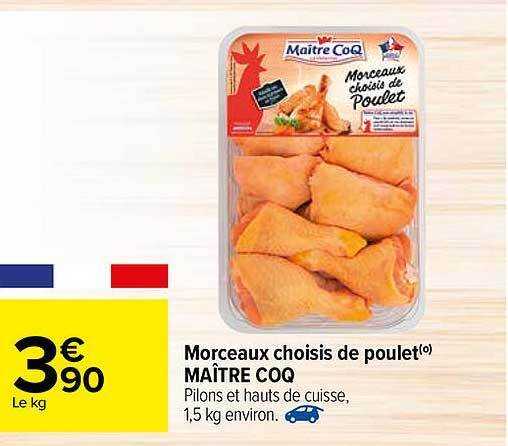 Maître CoQ
Morceaux
choisis de
Poulet
3€90
Le kg
Morceaux choisis de poulet(o)
MAÎTRE COQ
Pilons et hauts de cuisse,
1,5 kg environ.